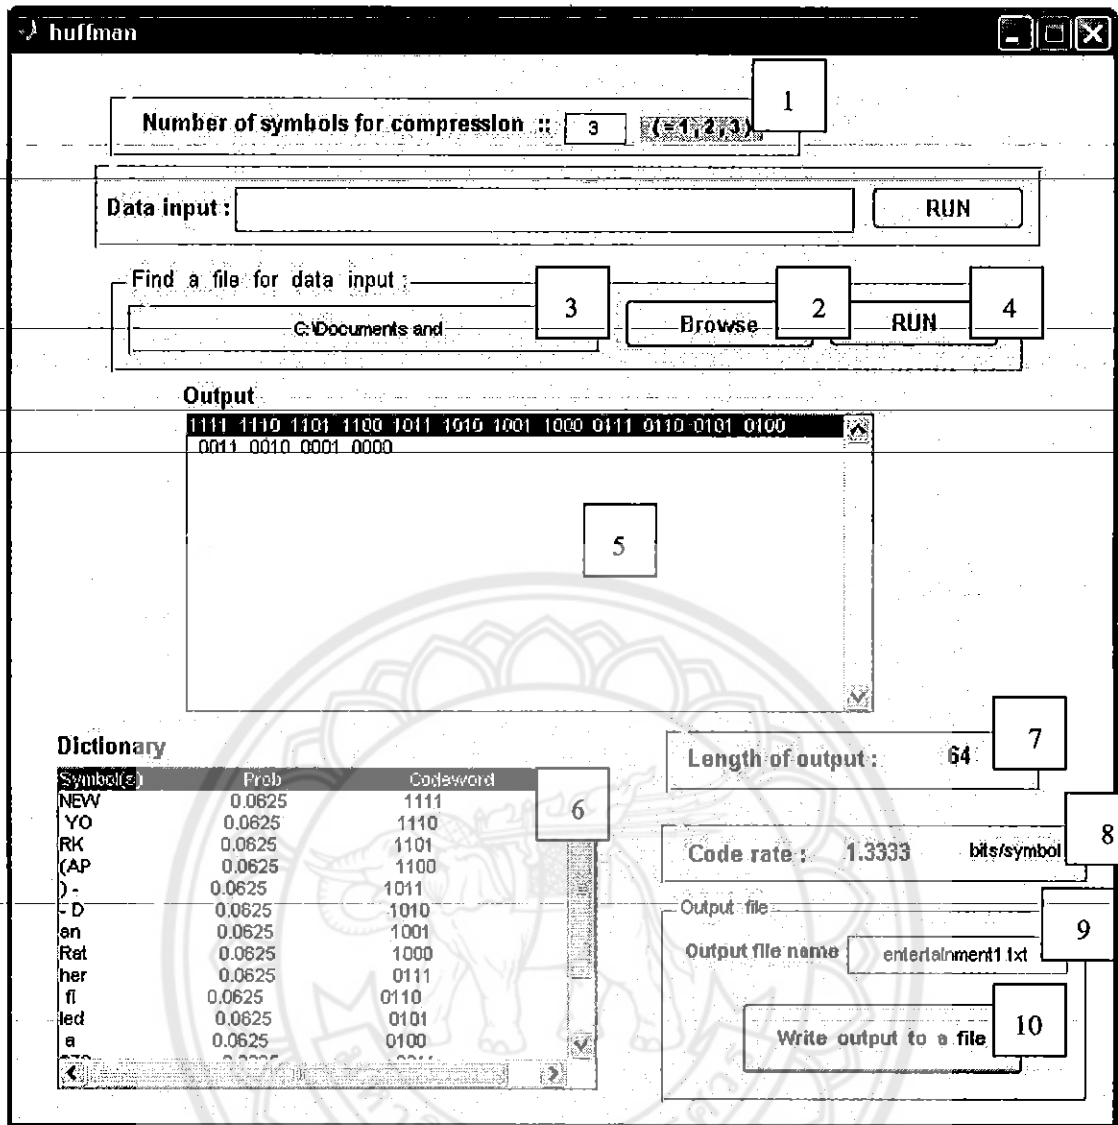 huffman
1
Number of symbols for compression :: 3 (=1,2,3)
Data input : RUN
Find a file for data input :
C:\Documents and 3 Browse 2 RUN 4
Output
1111 1110 1101 1100 1011 1010 1001 1000 0111 0110 0101 0100
0011 0010 0001 0000
5
Dictionary
Symbol(s) Prob Codeword
NEW 0.0625 1111
YO 0.0625 1110
RK 0.0625 1101
(AP 0.0625 1100
) - 0.0625 1011
- D 0.0625 1010
an 0.0625 1001
Rat 0.0625 1000
her 0.0625 0111
fi 0.0625 0110
led 0.0625 0101
a 0.0625 0100
6
Length of output : 64 7
Code rate : 1.3333 bits/symbol 8
Output file
Output file name entertainment1.txt 9
Write output to a file 10